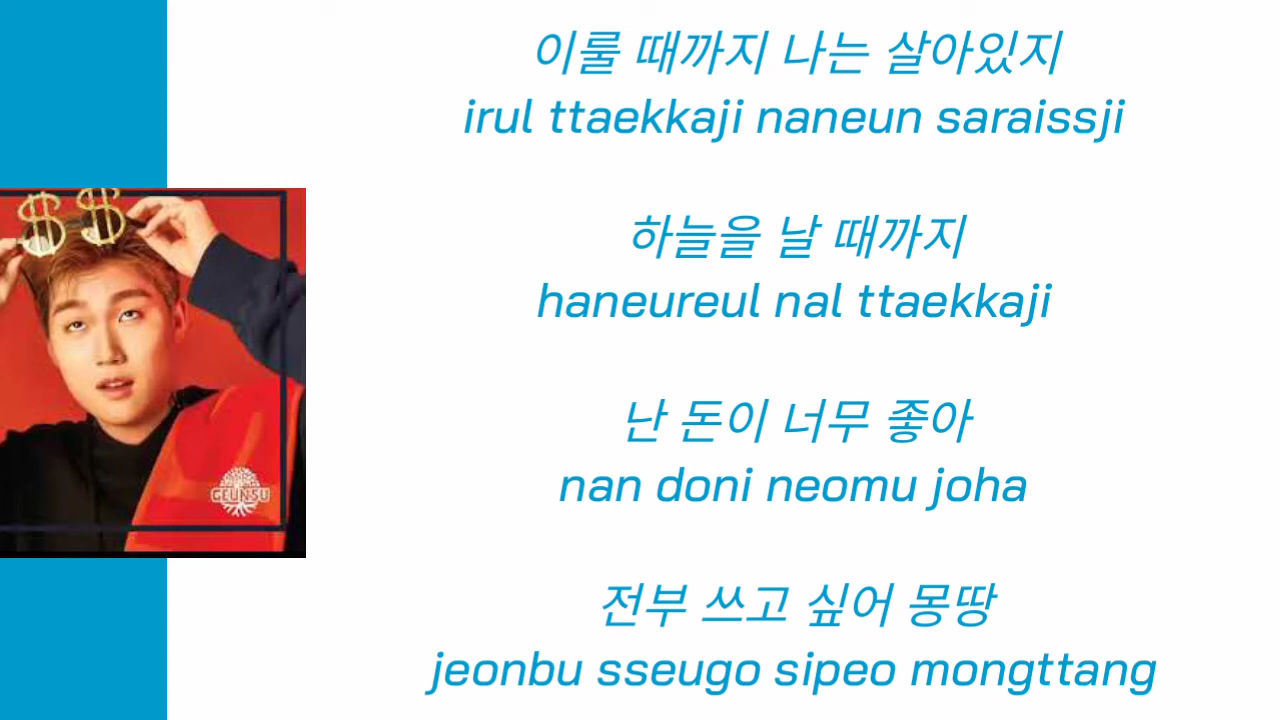 이룰 때까지 나는 살아있지
irul ttaekkaji naneun saraissji
하늘을 날 때까지
haneureul nal ttaekkaji
난 돈이 너무 좋아
nan doni neomu joha
전부 쓰고 싶어 몽땅
jeonbu sseugo sipeo mongttang
$ $
GEUNSU